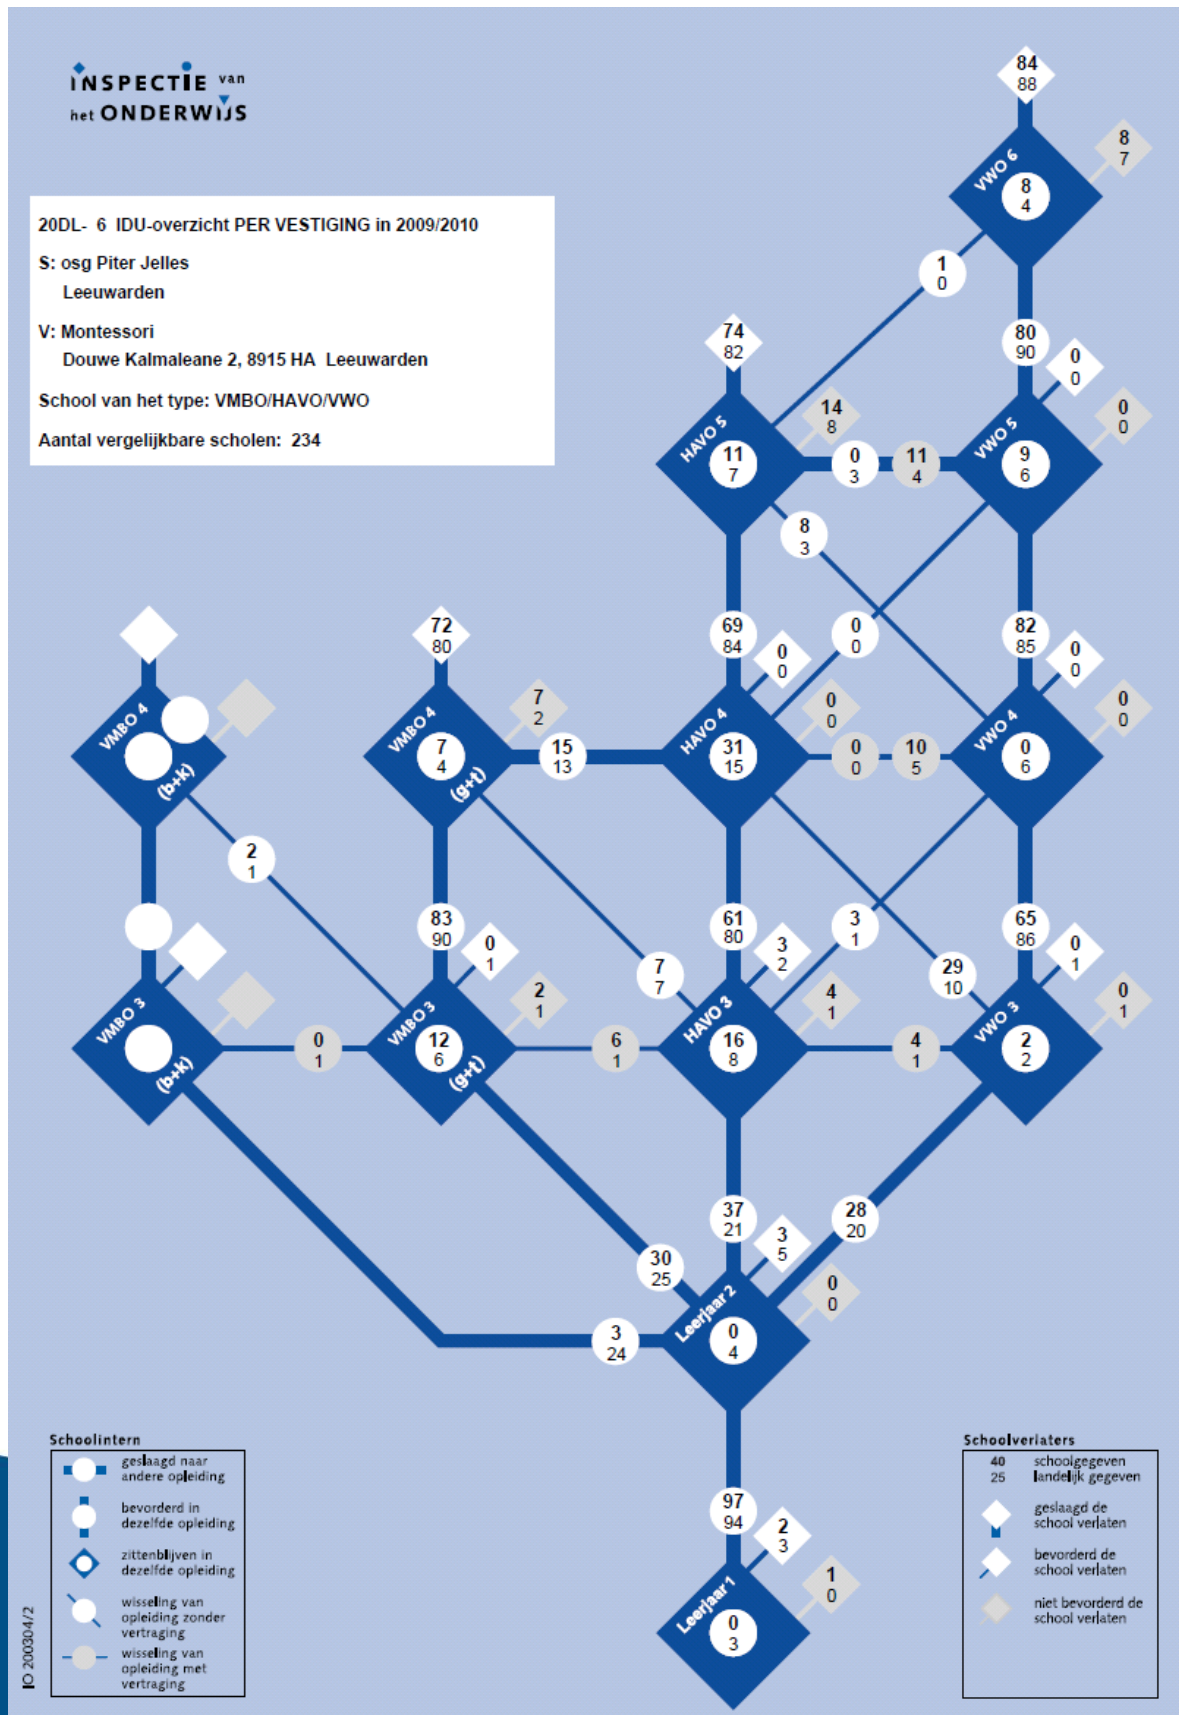 INSPECTIE van
het ONDERWIJS
20DL- 6 IDU-overzicht PER VESTIGING in 2009/2010
S: osg Piter Jelles
Leeuwarden
V: Montessori
Douwe Kalmaleane 2, 8915 HA Leeuwarden
School van het type: VMBO/HAVO/VWO
Aantal vergelijkbare scholen: 234
84
88
8
7
VWO 6
8
4
1
0
74
82
80
90
0
0
14
8
0
0
HAVO 5
11
7
0
3
11
4
VWO 5
9
6
8
3
72
80
69
84
0
0
0
0
82
85
0
0
7
2
0
0
0
0
VMBO 4
(b+k)
VMBO 4
7
4
(g+t)
15
13
HAVO 4
31
15
0
0
10
5
VWO 4
0
6
2
1
83
90
0
1
61
80
3
2
3
1
65
86
0
1
7
7
29
10
2
1
4
1
0
1
VMBO 3
(b+k)
0
1
VMBO 3
12
6
(g+t)
6
1
HAVO 3
16
8
4
1
VWO 3
2
2
37
21
28
20
30
25
3
5
0
0
3
24
Leerjaar 2
0
4
97
94
2
3
1
0
Leerjaar 1
0
3
Schoolintern
geslaagd naar
andere opleiding
bevorderd in
dezelfde opleiding
zittenblijven in
dezelfde opleiding
wisseling van
opleiding zonder
vertraging
wisseling van
opleiding met
vertraging
IO 200304/2
Schoolverlaters
40 schoolgegeven
25 landelijk gegeven
geslaagd de
school verlaten
bevorderd de
school verlaten
niet bevorderd de
school verlaten